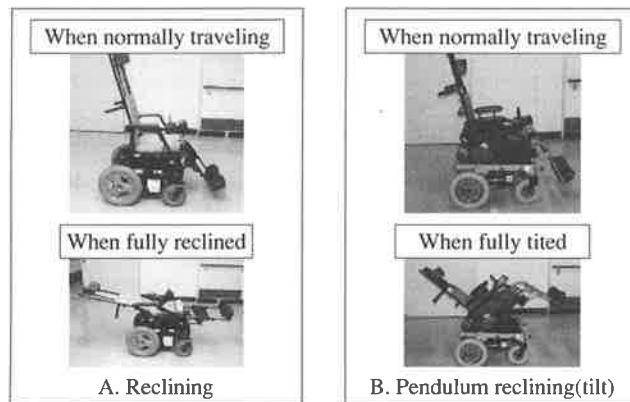 When normally traveling
When fully reclined
A. Reclining
When normally traveling
When fully tited
B. Pendulum reclining(tilt)